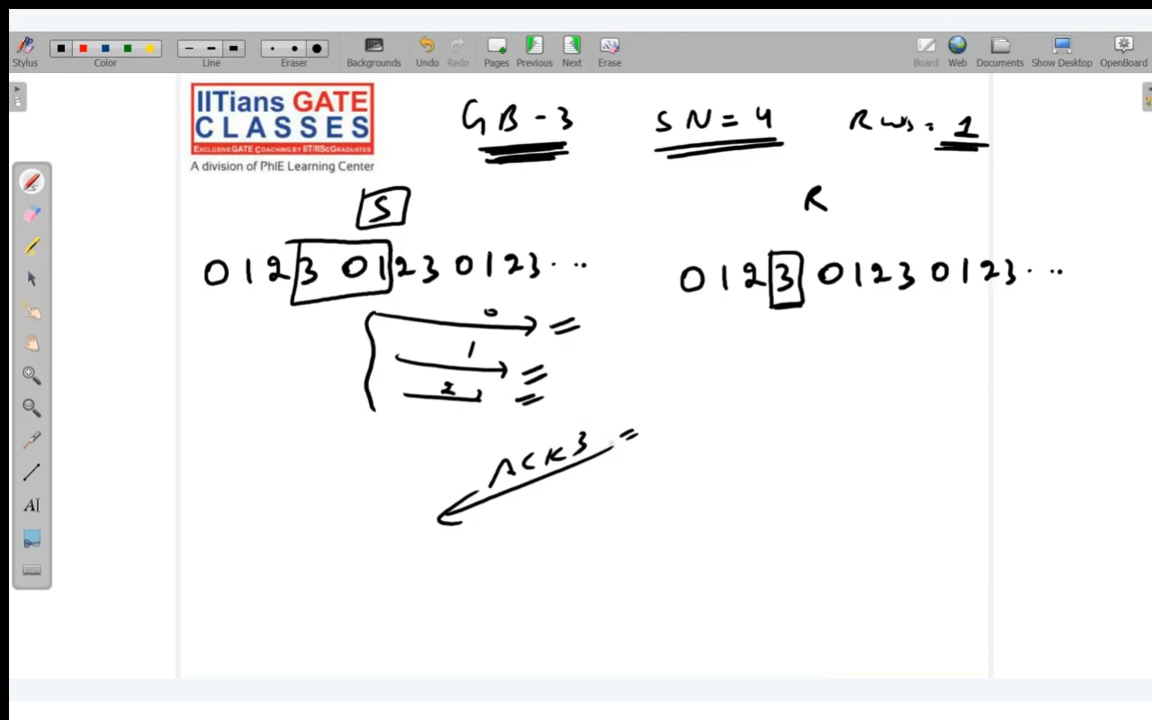 Stylus
Color
Line
Eraser
Backgrounds
Undo
Redo
Pages
Previous
Next
Erase
Board
Web
Documents
Show Desktop
OpenBoard
IITians GATE
CLASSES
EXCLUSIVE GATE COACHING BY IIT/IISC GRADUATES
A division of PhIE Learning Center
GB-3 SN=4 RWS=1
S R
0 1 2 3 0 1 2 3 0 1 2 3 ... 0 1 2 3 0 1 2 3 0 1 2 3 ...
0
1
2
ACK3
AI